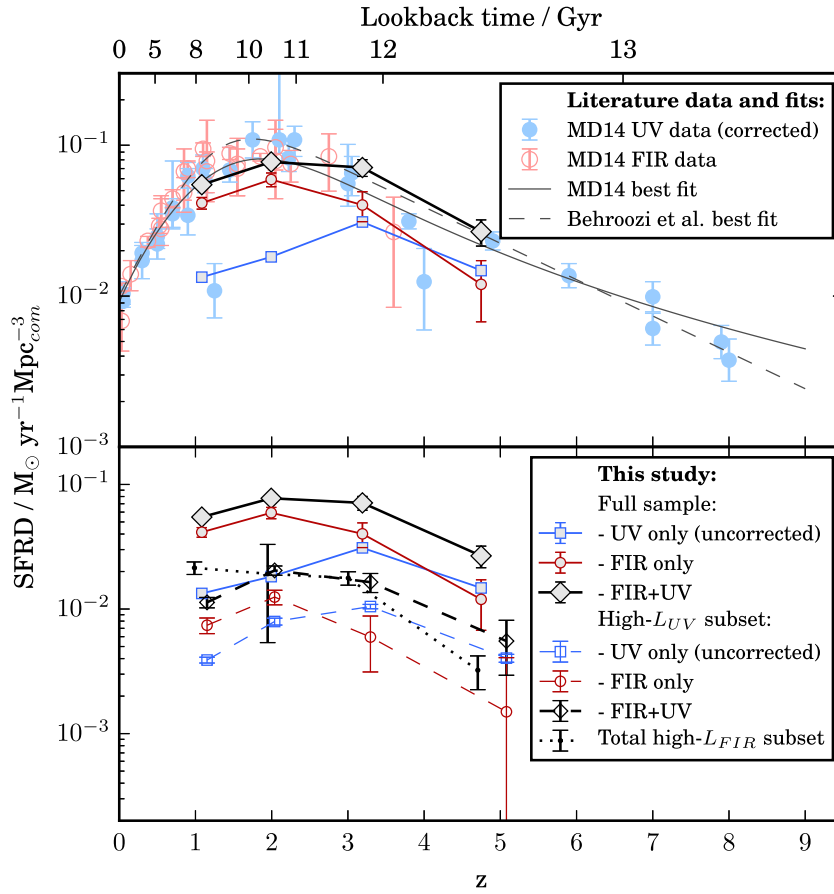 Lookback time / Gyr
0 5 8 10 11 12 13
Literature data and fits:
MD14 UV data (corrected)
MD14 FIR data
MD14 best fit
Behroozi et al. best fit
10⁻¹
10⁻²
10⁻³
SFRD / M⊙ yr⁻¹Mpc⁻³com
This study:
Full sample:
- UV only (uncorrected)
- FIR only
- FIR+UV
High-L_UV subset:
- UV only (uncorrected)
- FIR only
- FIR+UV
Total high-L_FIR subset
10⁻¹
10⁻²
10⁻³
0 1 2 3 4 5 6 7 8 9
z